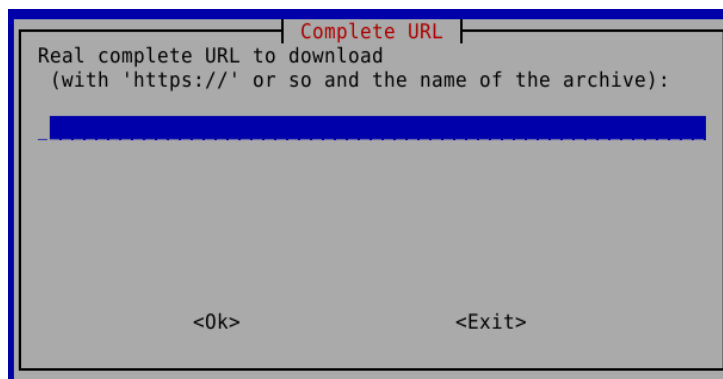 Complete URL
Real complete URL to download
(with 'https://' or so and the name of the archive):
<Ok> <Exit>